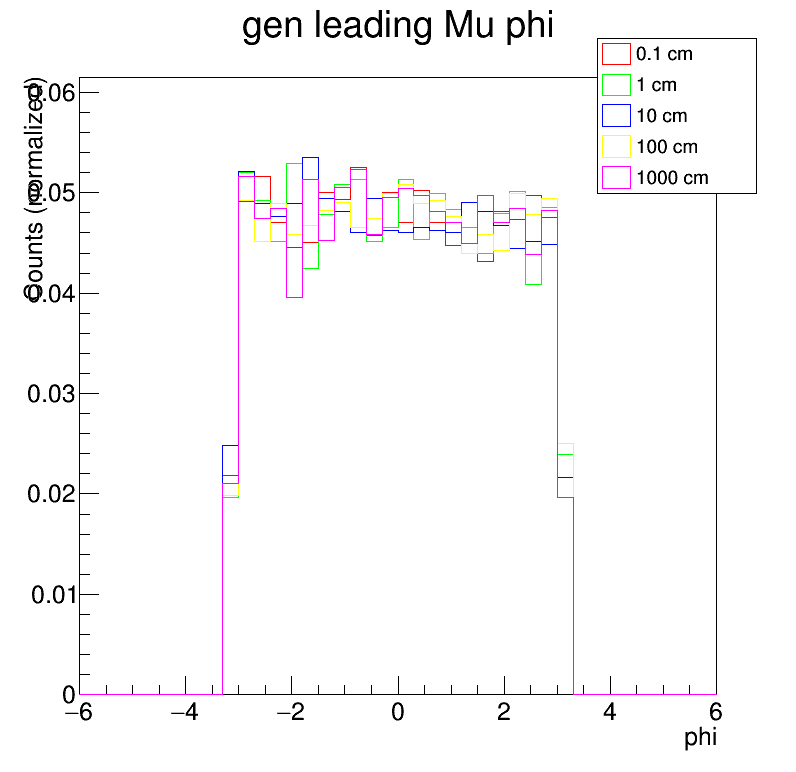 gen leading Mu phi
0.1 cm
1 cm
10 cm
100 cm
1000 cm
Counts (normalized)
0.06
0.05
0.04
0.03
0.02
0.01
0
−6 −4 −2 0 2 4 6
phi